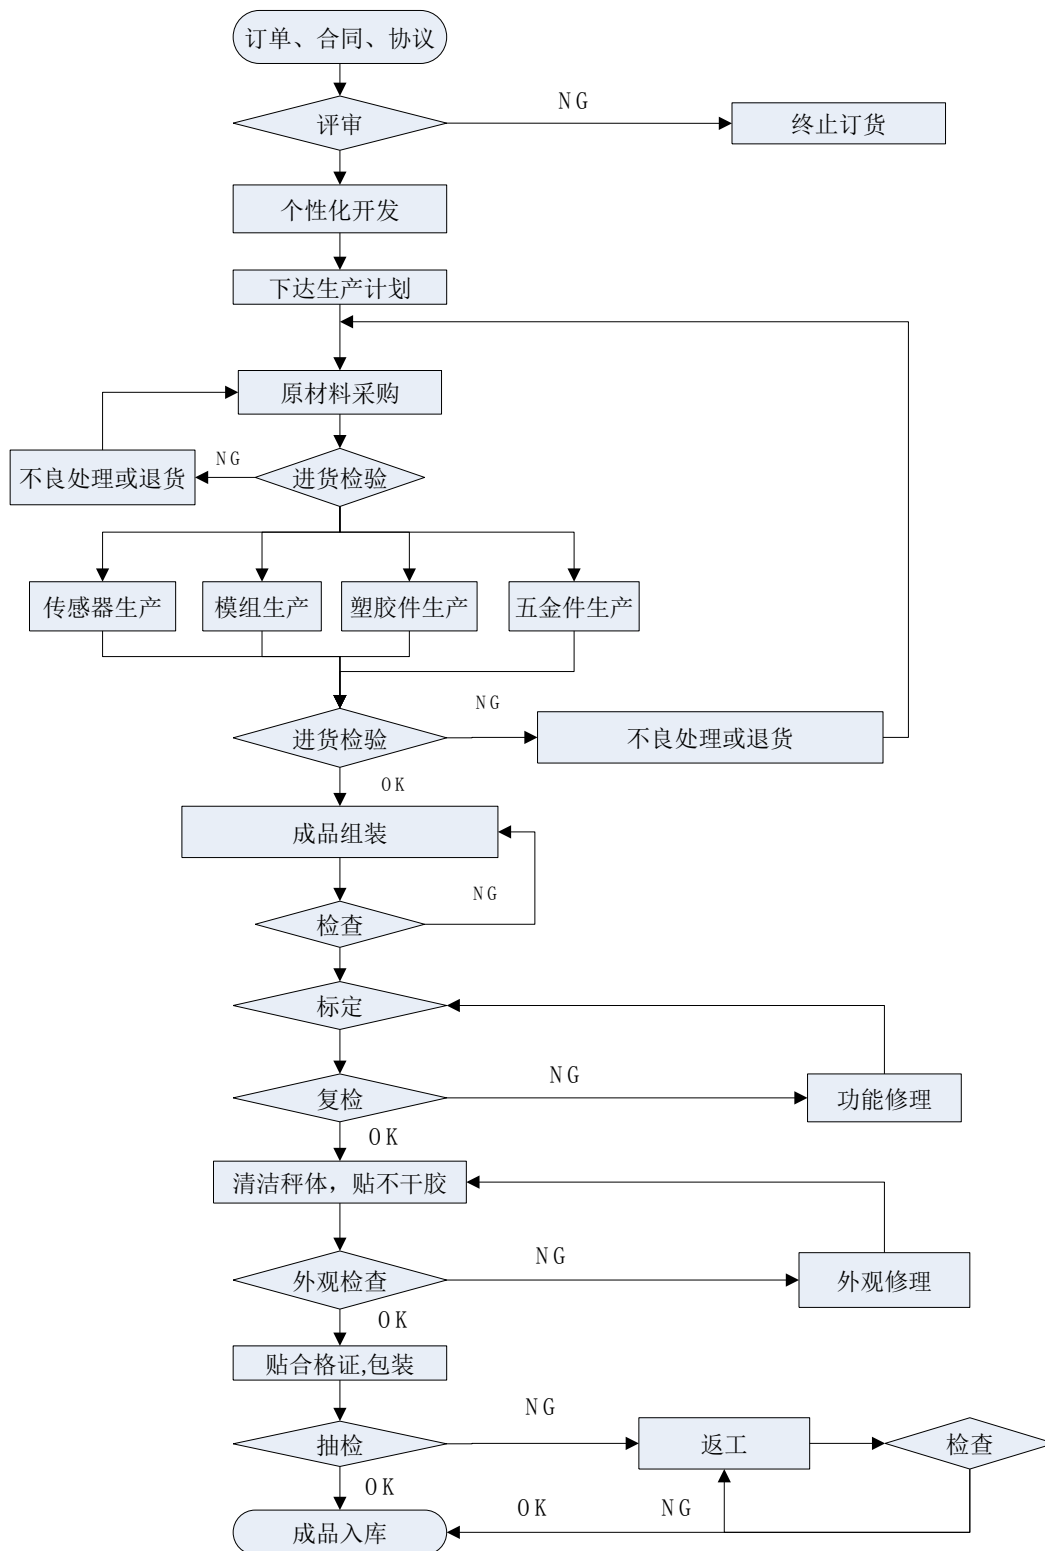 订单、合同、协议
NG
评审
终止订货
个性化开发
下达生产计划
原材料采购
NG
不良处理或退货
进货检验
传感器生产
模组生产
塑胶件生产
五金件生产
NG
进货检验
不良处理或退货
OK
成品组装
NG
检查
标定
NG
复检
功能修理
OK
清洁秤体，贴不干胶
NG
外观检查
外观修理
OK
贴合格证,包装
NG
抽检
返工
检查
OK
OK
NG
成品入库